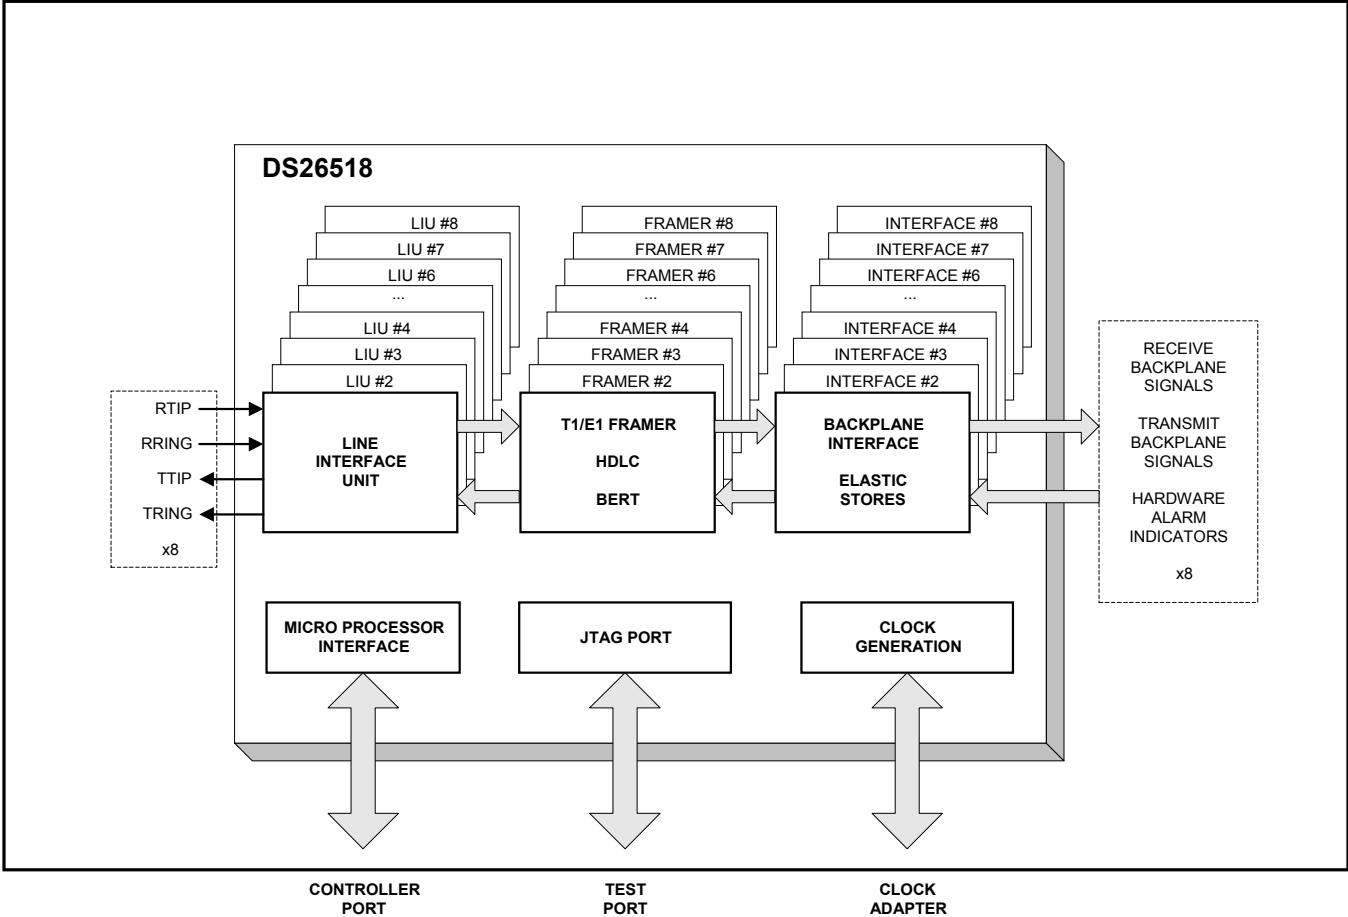 DS26518
LIU #8
LIU #7
LIU #6
...
LIU #4
LIU #3
LIU #2
LINE
INTERFACE
UNIT
FRAMER #8
FRAMER #7
FRAMER #6
...
FRAMER #4
FRAMER #3
FRAMER #2
T1/E1 FRAMER
HDLC
BERT
INTERFACE #8
INTERFACE #7
INTERFACE #6
...
INTERFACE #4
INTERFACE #3
INTERFACE #2
BACKPLANE
INTERFACE
ELASTIC
STORES
RTIP
RRING
TTIP
TRING
x8
RECEIVE
BACKPLANE
SIGNALS
TRANSMIT
BACKPLANE
SIGNALS
HARDWARE
ALARM
INDICATORS
x8
MICRO PROCESSOR
INTERFACE
JTAG PORT
CLOCK
GENERATION
CONTROLLER
PORT
TEST
PORT
CLOCK
ADAPTER